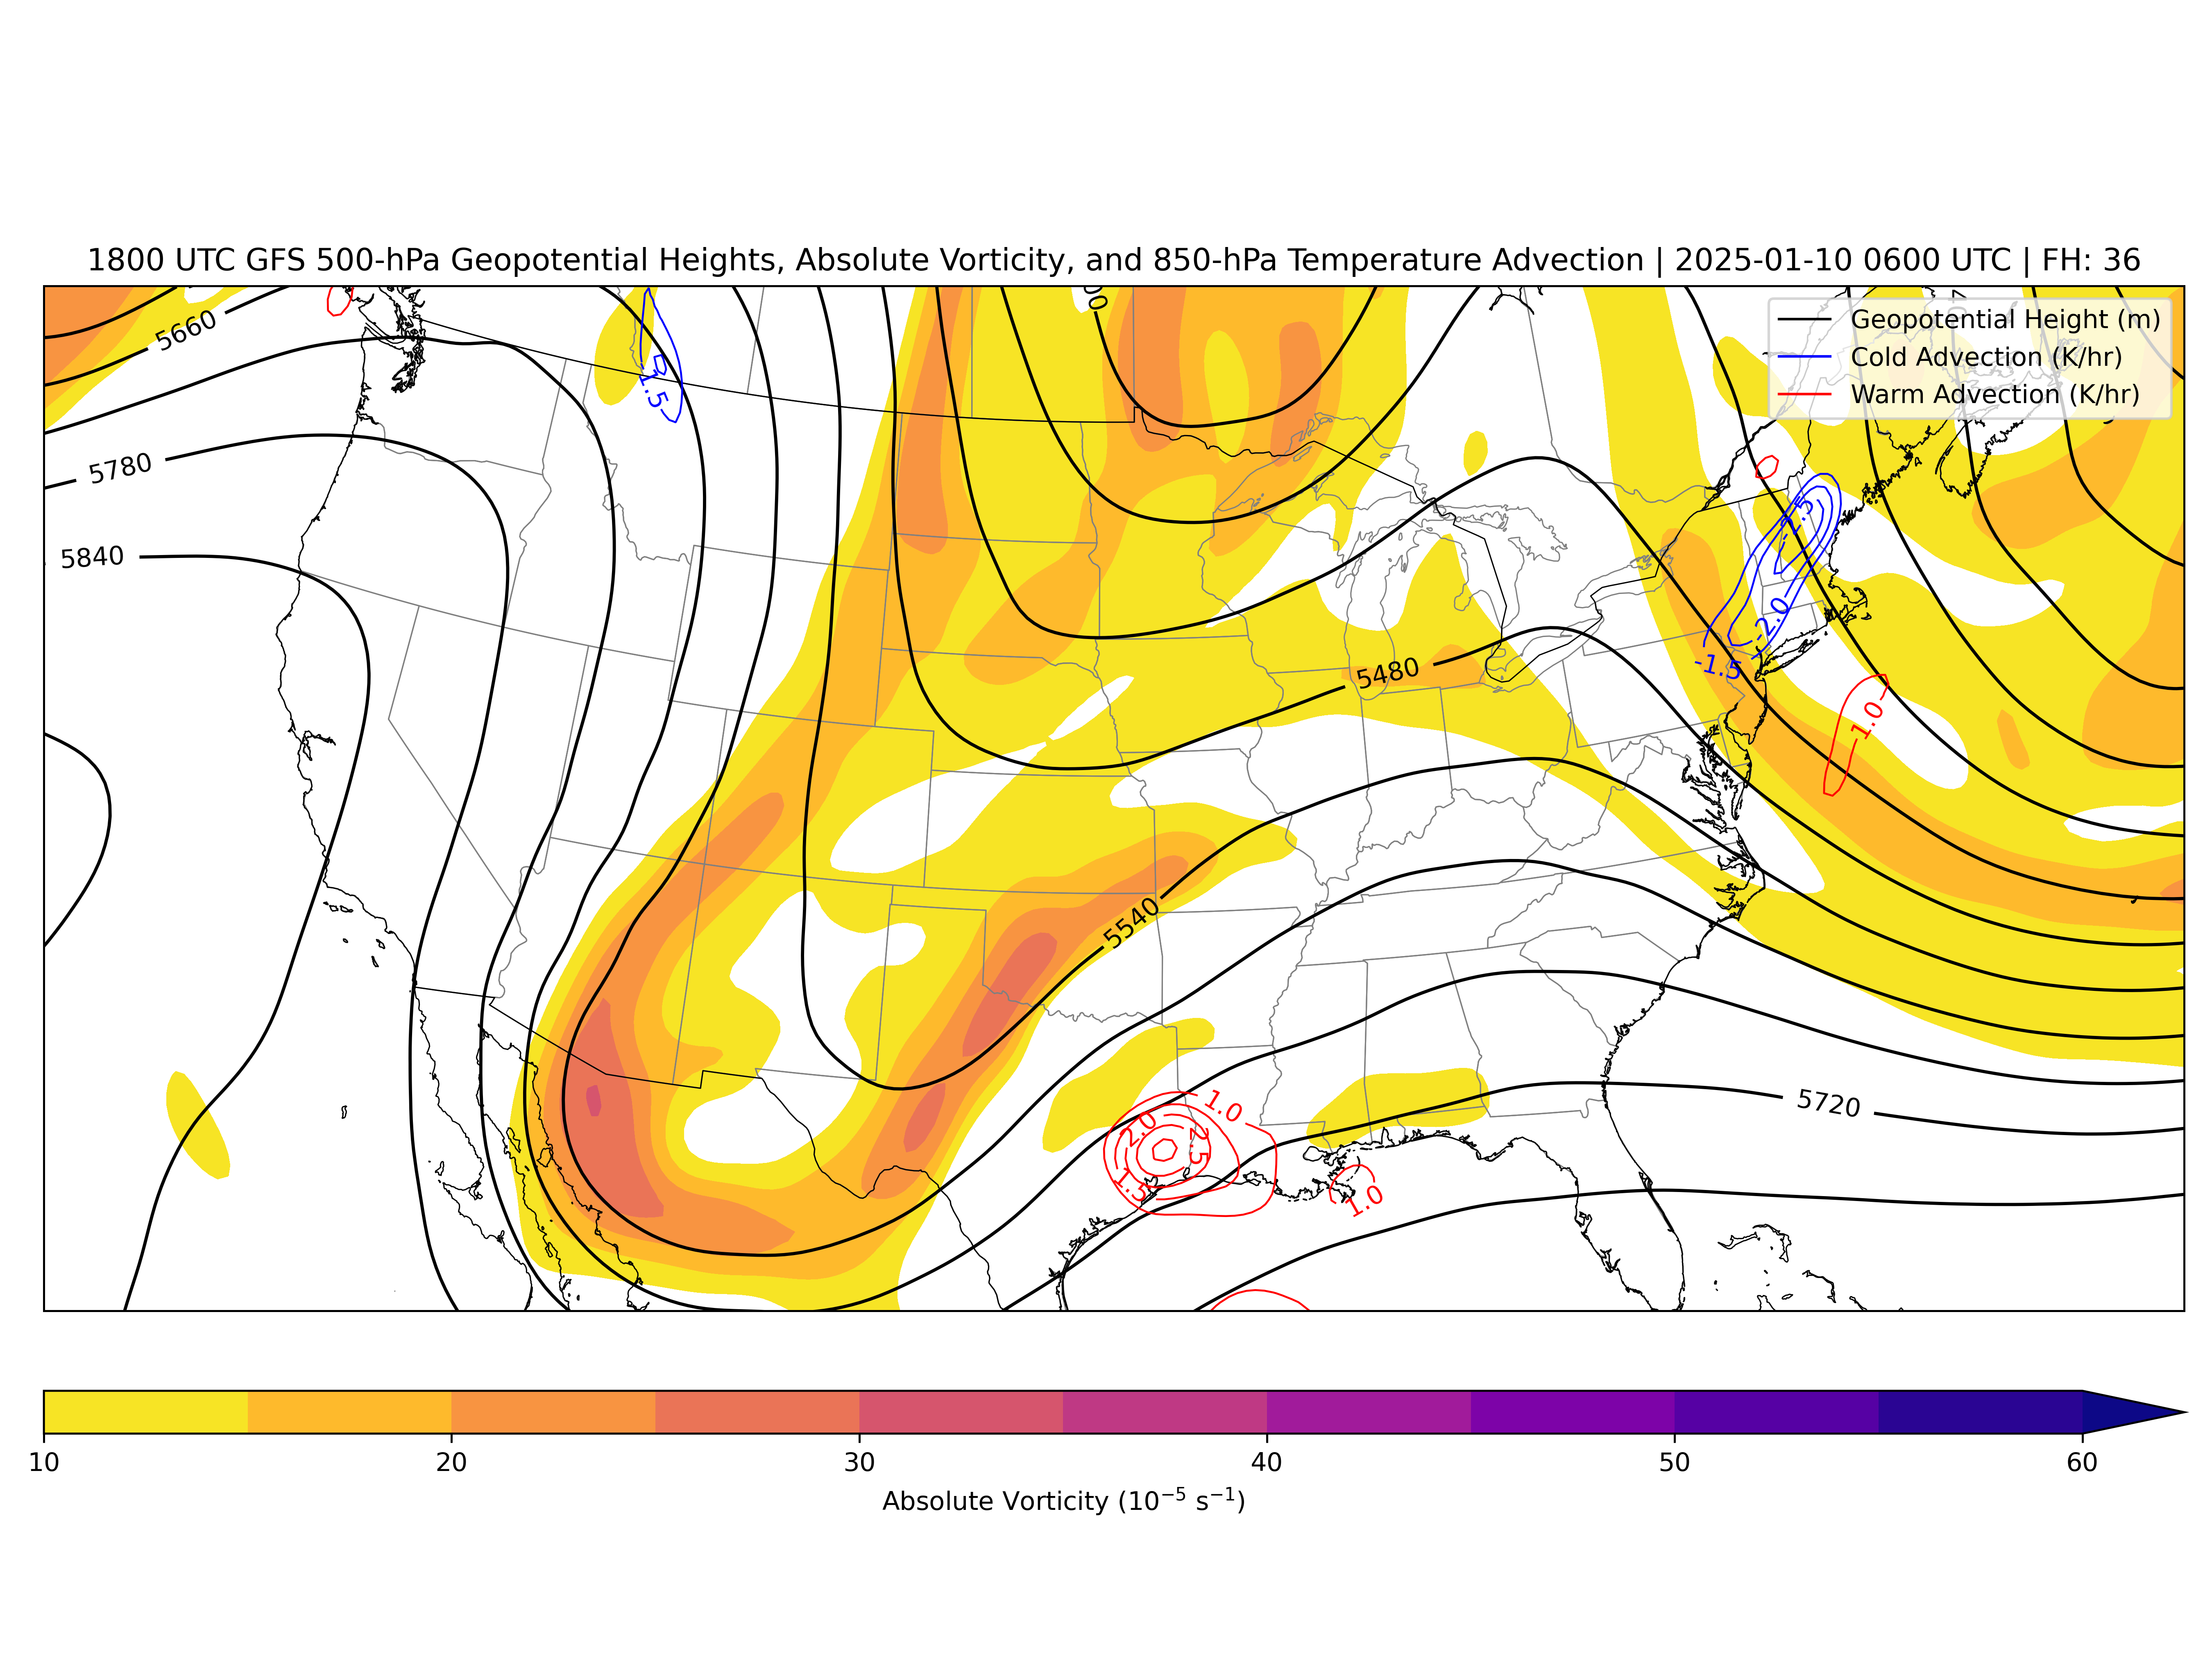 1800 UTC GFS 500-hPa Geopotential Heights, Absolute Vorticity, and 850-hPa Temperature Advection | 2025-01-10 0600 UTC | FH: 36
Geopotential Height (m)
Cold Advection (K/hr)
Warm Advection (K/hr)
5660
5780
5840
-1.5
-2.5
-2.0
-1.5
1.0
5480
5540
5720
1.0
2.0
2.5
1.5
1.0
10 20 30 40 50 60
Absolute Vorticity (10⁻⁵ s⁻¹)